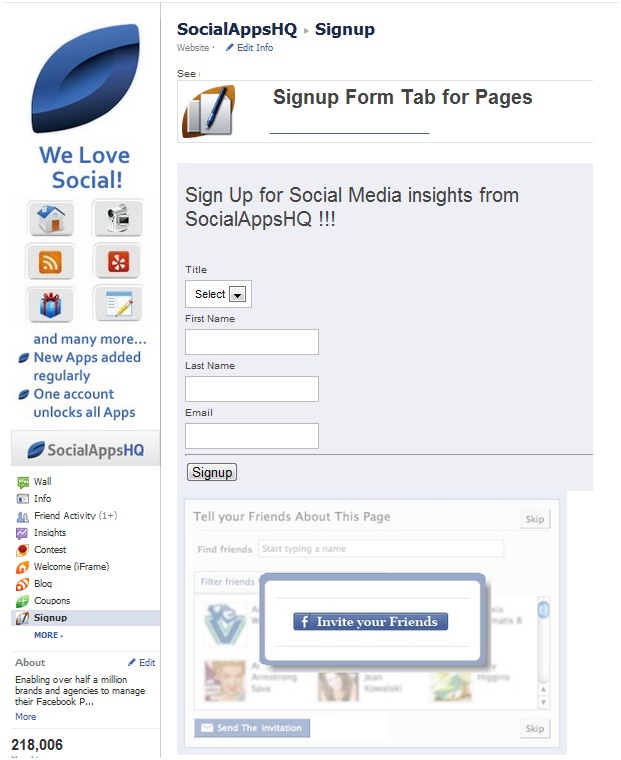 SocialAppsHQ ▸ Signup
Website · Edit Info
See
Signup Form Tab for Pages
We Love
Social!
and many more...
New Apps added
regularly
One account
unlocks all Apps
SocialAppsHQ
Wall
Info
Friend Activity (1+)
Insights
Contest
Welcome (iFrame)
Blog
Coupons
Signup
MORE
About
Edit
Enabling over half a million
brands and agencies to manage
their Facebook P...
More
218,006
Sign Up for Social Media insights from
SocialAppsHQ !!!
Title
Select
First Name
Last Name
Email
Signup
Tell your Friends About This Page
Skip
Find friends
Start typing a name
Filter friends
f Invite your Friends
Armstrong
Sava
Jean
Kowalski
Higgins
Send The invitation
Skip